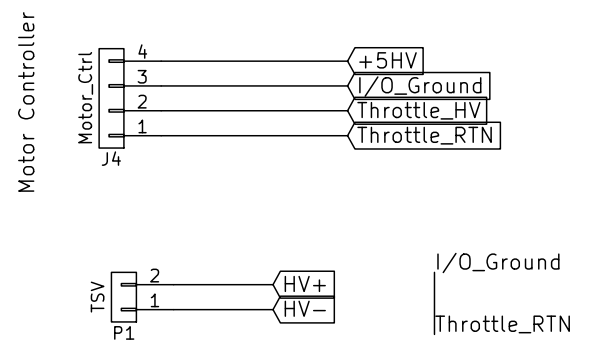 Motor Controller
Motor_Ctrl
4 +5HV
3 I/O_Ground
2 Throttle_HV
1 Throttle_RTN
J4
TSV
2 HV+
1 HV-
P1
I/O_Ground
Throttle_RTN